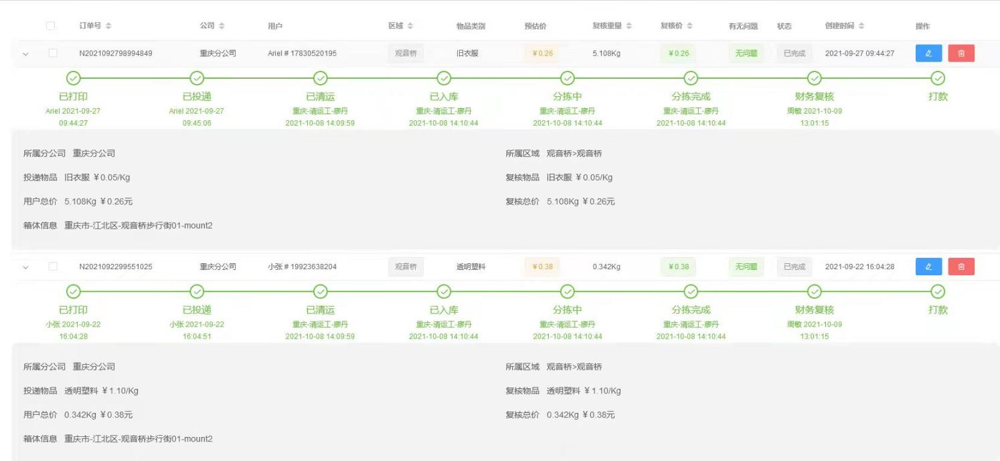 订单号 公司 用户 区域 物品类别 预估价 复核重量 复核价 有无问题 状态 创建时间 操作
N2021092798994849 重庆分公司 Ariel # 17830520195 观音桥 旧衣服 ￥0.26 5.108Kg ￥0.26 无问题 已完成 2021-09-27 09:44:27
已打印 已投递 已清运 已入库 分拣中 分拣完成 财务复核 打款
Ariel 2021-09-27 Ariel 2021-09-27 重庆-清运工-廖丹 重庆-清运工-廖丹 重庆-清运工-廖丹 重庆-清运工-廖丹 周敏 2021-10-09
09:44:27 09:45:06 2021-10-08 14:09:59 2021-10-08 14:10:44 2021-10-08 14:10:44 2021-10-08 14:10:44 13:01:15
所属分公司 重庆分公司 所属区域 观音桥>观音桥
投递物品 旧衣服 ￥0.05/Kg 复核物品 旧衣服 ￥0.05/Kg
用户总价 5.108Kg ￥0.26元 复核总价 5.108Kg ￥0.26元
箱体信息 重庆市-江北区-观音桥步行街01-mount2
N2021092299551025 重庆分公司 小张 # 19923638204 观音桥 透明塑料 ￥0.38 0.342Kg ￥0.38 无问题 已完成 2021-09-22 16:04:28
已打印 已投递 已清运 已入库 分拣中 分拣完成 财务复核 打款
小张 2021-09-22 小张 2021-09-22 重庆-清运工-廖丹 重庆-清运工-廖丹 重庆-清运工-廖丹 重庆-清运工-廖丹 周敏 2021-10-09
16:04:28 16:04:51 2021-10-08 14:09:59 2021-10-08 14:10:44 2021-10-08 14:10:44 2021-10-08 14:10:44 13:01:15
所属分公司 重庆分公司 所属区域 观音桥>观音桥
投递物品 透明塑料 ￥1.10/Kg 复核物品 透明塑料 ￥1.10/Kg
用户总价 0.342Kg ￥0.38元 复核总价 0.342Kg ￥0.38元
箱体信息 重庆市-江北区-观音桥步行街01-mount2